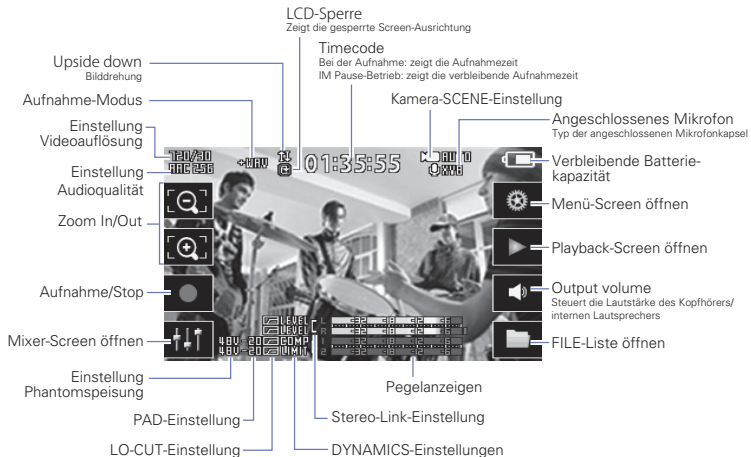 LCD-Sperre
Zeigt die gesperrte Screen-Ausrichtung
Timecode
Bei der Aufnahme: zeigt die Aufnahmezeit
IM Pause-Betrieb: zeigt die verbleibende Aufnahmezeit
Upside down
Bilddrehung
Kamera-SCENE-Einstellung
Aufnahme-Modus
Angeschlossenes Mikrofon
Typ der angeschlossenen Mikrofonkapsel
Einstellung
Videoauflösung
720/30
+WAV
01:35:55
AUTO
Verbleibende Batterie-
kapazität
Einstellung
Audioqualität
AAC 256
XYQ
Menü-Screen öffnen
Zoom In/Out
Playback-Screen öffnen
Aufnahme/Stop
Output volume
Steuert die Lautstärke des Kopfhörers/
internen Lautsprechers
LEVEL
LEVEL
48V -20 COMP
48V -20 LIMIT
Mixer-Screen öffnen
FILE-Liste öffnen
Einstellung
Phantomspeisung
Pegelanzeigen
PAD-Einstellung
Stereo-Link-Einstellung
LO-CUT-Einstellung
DYNAMICS-Einstellungen